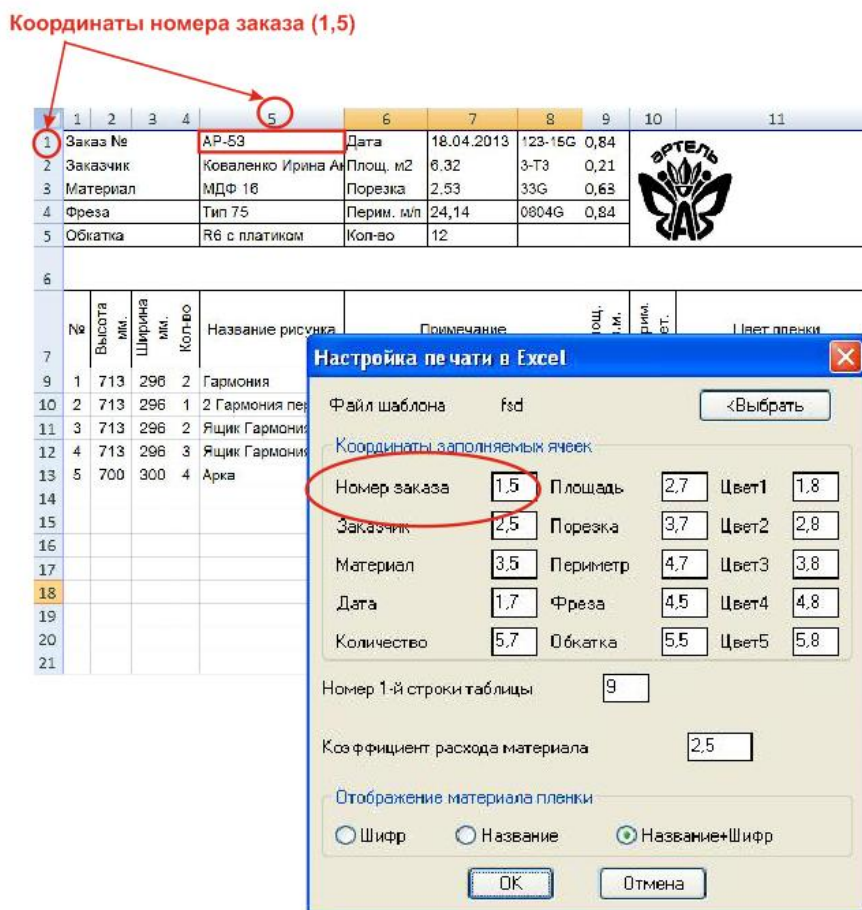 Координаты номера заказа (1,5)
1 2 3 4 5 6 7 8 9 10 11
1 Заказ № АР-53 Дата 18.04.2013 123-15G 0,84
2 Заказчик Коваленко Ирина Ан Площ. м2 6.32 3-ТЗ 0,21
3 Материал МДФ 16 Порезка 2.53 33G 0,63
4 Фреза Тип 75 Перим. м/п 24,14 0604G 0,84
5 Обкатка R6 с платиком Кол-во 12
АРТЕЛЬ
6
7 № Высота мм. Ширина мм. Кол-во Название рисунка Примечание Цвет пленки
9 1 713 296 2 Гармония
10 2 713 296 1 2 Гармония пер
11 3 713 296 2 Ящик Гармония
12 4 713 296 3 Ящик Гармония
13 5 700 300 4 Арка
14
15
16
17
18
19
20
21
Настройка печати в Excel
Файл шаблона fsd <Выбрать
Координаты заполняемых ячеек
Номер заказа 1,5 Площадь 2,7 Цвет1 1,8
Заказчик 2,5 Порезка 3,7 Цвет2 2,8
Материал 3,5 Периметр 4,7 Цвет3 3,8
Дата 1,7 Фреза 4,5 Цвет4 4,8
Количество 5,7 Обкатка 5,5 Цвет5 5,8
Номер 1-й строки таблицы 9
Коэффициент расхода материала 2,5
Отображение материала пленки
Шифр Название Название+Шифр
OK Отмена